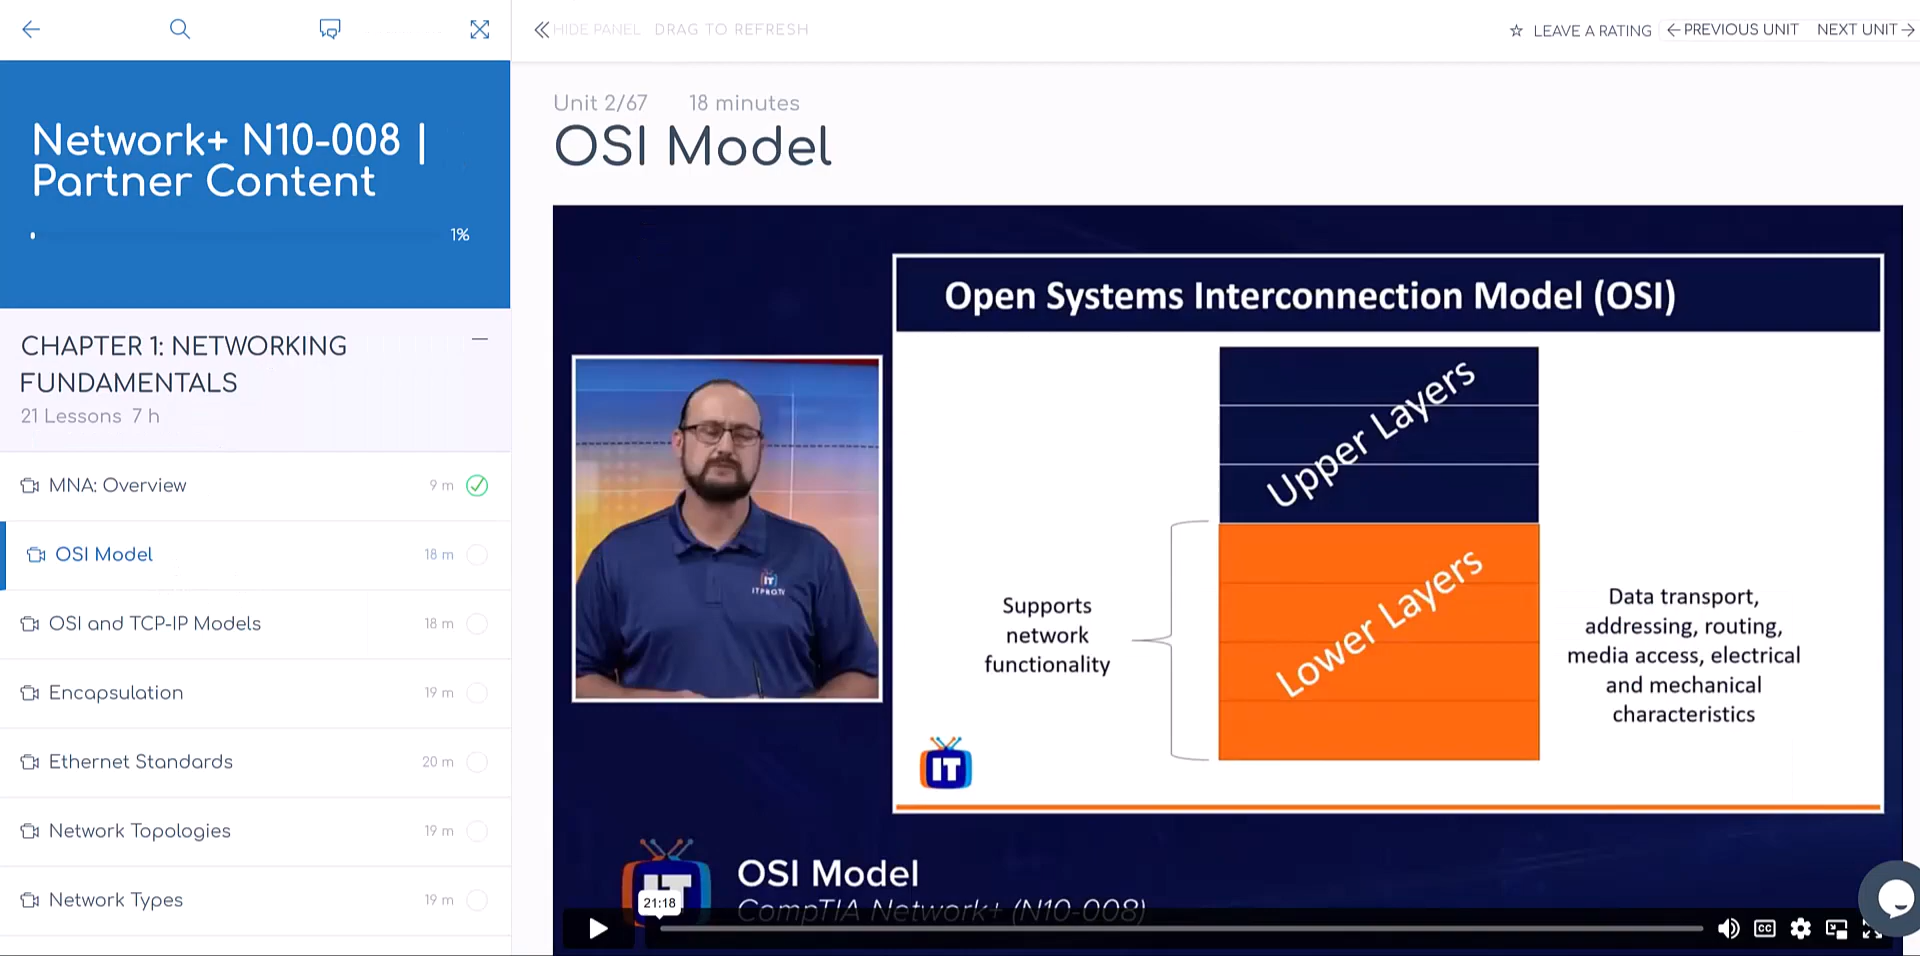 HIDE PANEL DRAG TO REFRESH
LEAVE A RATING
PREVIOUS UNIT
NEXT UNIT
Network+ N10-008 |
Partner Content
1%
CHAPTER 1: NETWORKING
FUNDAMENTALS
21 Lessons 7 h
MNA: Overview 9 m
OSI Model 18 m
OSI and TCP-IP Models 18 m
Encapsulation 19 m
Ethernet Standards 20 m
Network Topologies 19 m
Network Types 19 m
Unit 2/67 18 minutes
OSI Model
Open Systems Interconnection Model (OSI)
Upper Layers
Lower Layers
Supports
network
functionality
Data transport,
addressing, routing,
media access, electrical
and mechanical
characteristics
IT
ITPROTV
IT
IT
OSI Model
CompTIA Network+ (N10-008)
21:18
CC